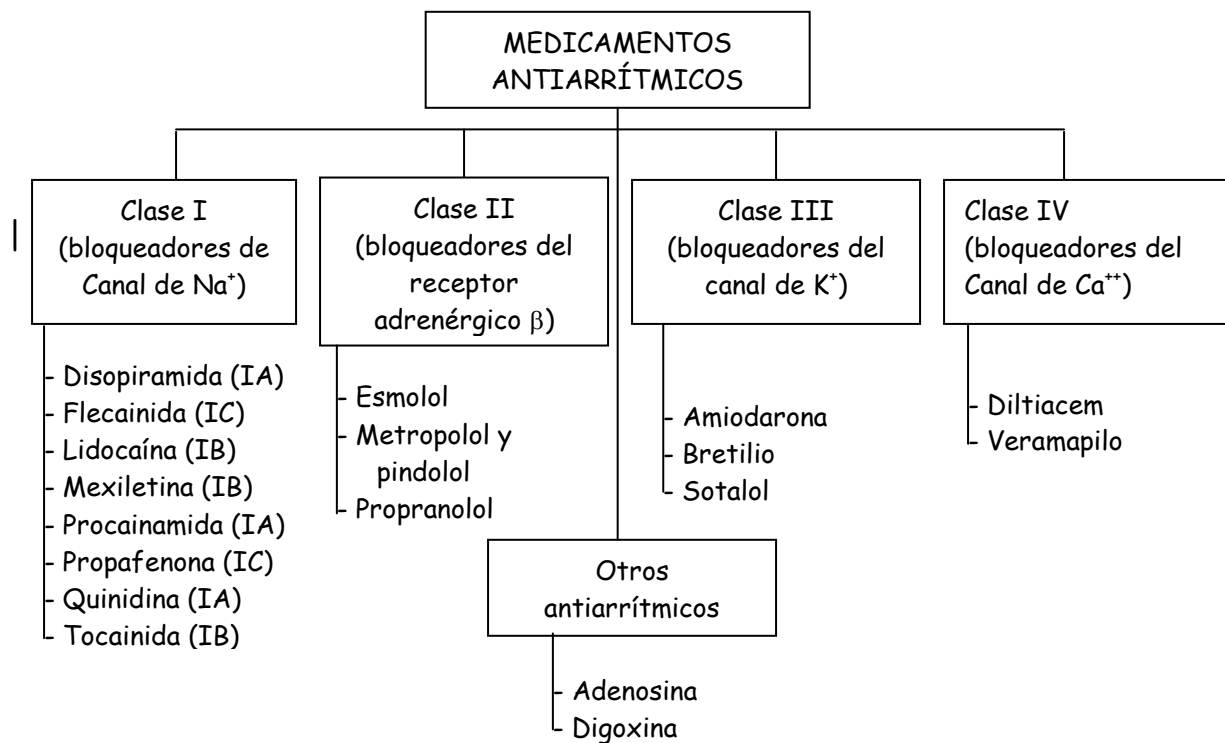 MEDICAMENTOS
ANTIARRÍTMICOS
Clase I
(bloqueadores de
Canal de Na⁺)
- Disopiramida (IA)
- Flecainida (IC)
- Lidocaína (IB)
- Mexiletina (IB)
- Procainamida (IA)
- Propafenona (IC)
- Quinidina (IA)
- Tocainida (IB)
Clase II
(bloqueadores del
receptor
adrenérgico β)
- Esmolol
- Metropolol y
pindolol
- Propranolol
Clase III
(bloqueadores del
canal de K⁺)
- Amiodarona
- Bretilio
- Sotalol
Clase IV
(bloqueadores del
Canal de Ca⁺⁺)
- Diltiacem
- Veramapilo
Otros
antiarrítmicos
- Adenosina
- Digoxina